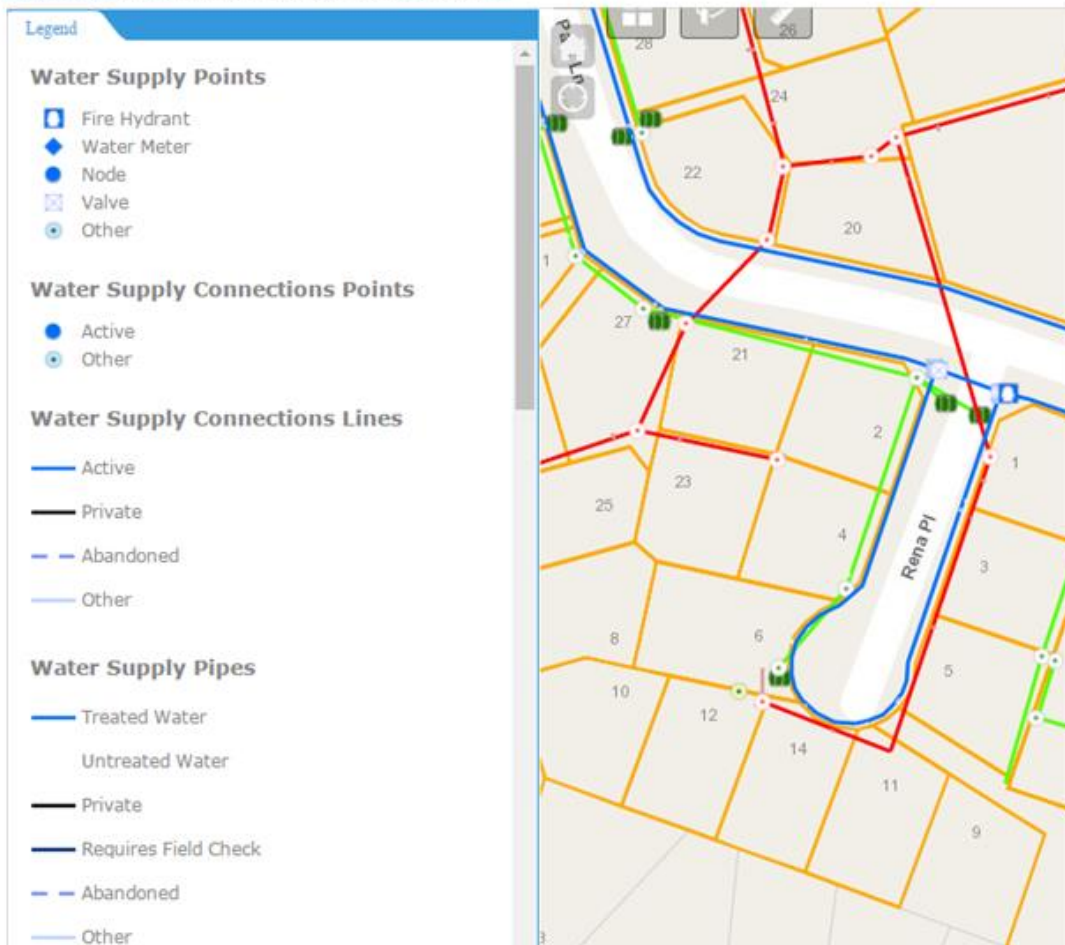 Legend
Water Supply Points
Fire Hydrant
Water Meter
Node
Valve
Other
Water Supply Connections Points
Active
Other
Water Supply Connections Lines
Active
Private
Abandoned
Other
Water Supply Pipes
Treated Water
Untreated Water
Private
Requires Field Check
Abandoned
Other
28
26
24
22
20
1
27
21
2
1
23
25
4
Rena Pl
3
8
6
5
10
12
14
11
9